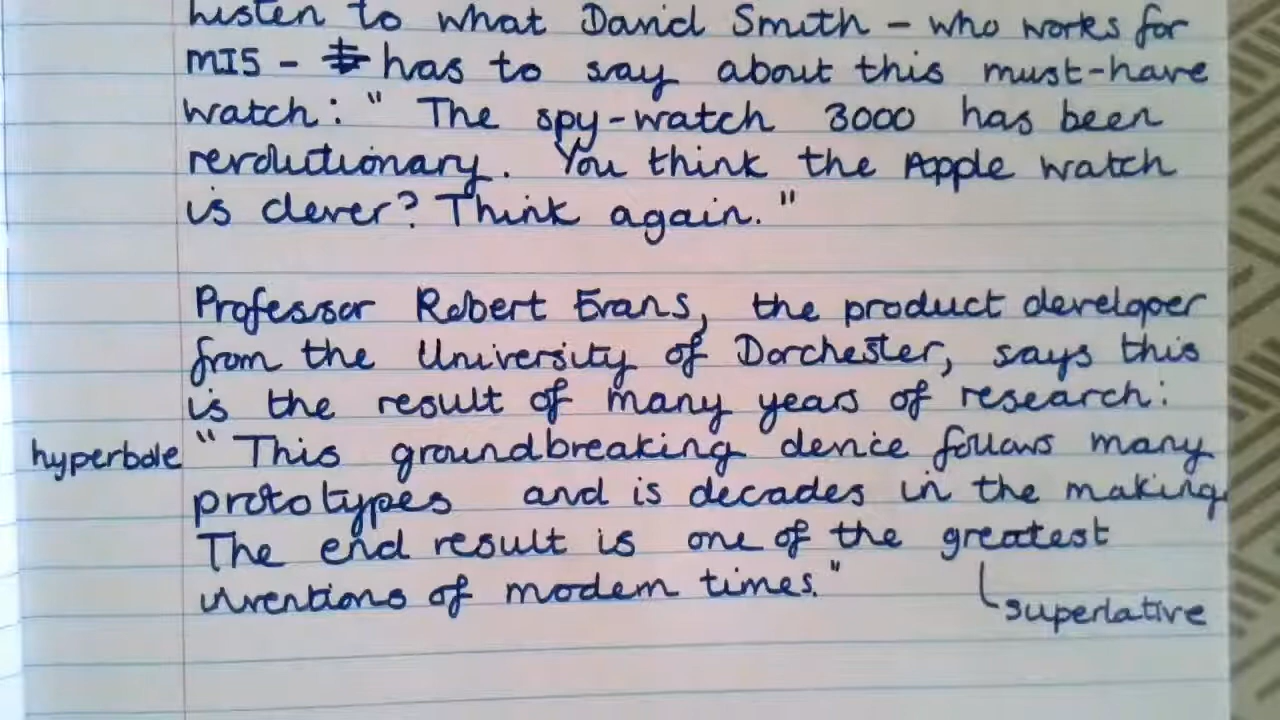 Listen to what David Smith – who works for
MI5 – has to say about this must-have
watch: " The spy-watch 3000 has been
revolutionary. You think the Apple watch
is clever? Think again. "
Professor Robert Evans, the product developer
from the University of Dorchester, says this
is the result of many years of research:
hyperbole " This groundbreaking device follows many
prototypes and is decades in the making.
The end result is one of the greatest
inventions of modern times."
superlative